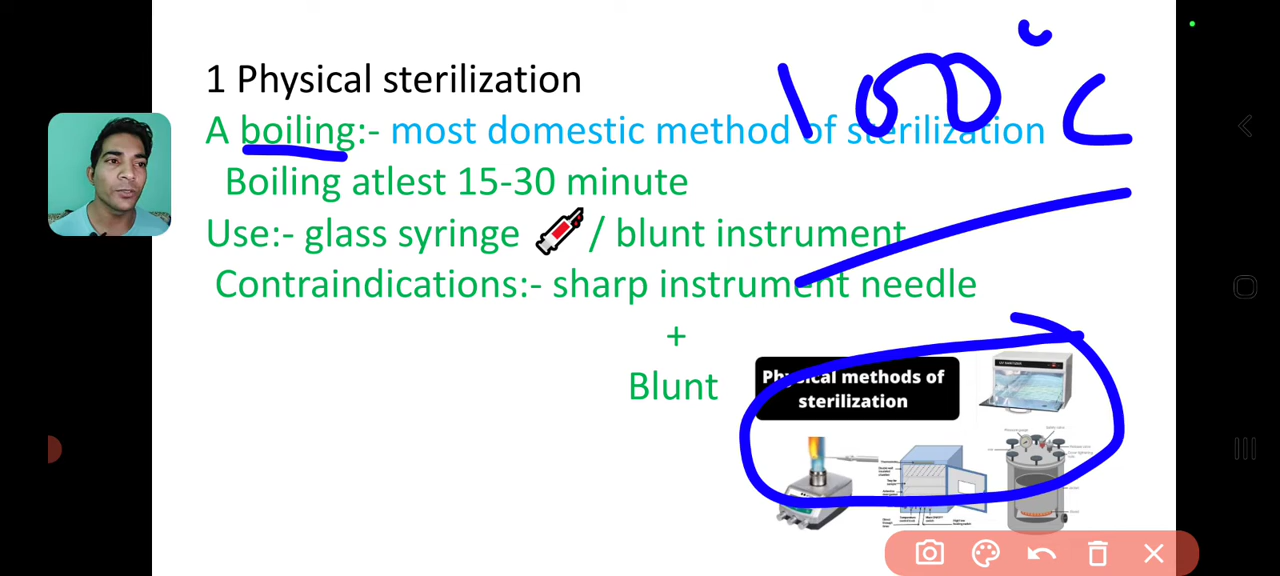 1 Physical sterilization
A boiling:- most domestic method of sterilization
100°C
Boiling atlest 15-30 minute
Use:- glass syringe / blunt instrument
Contraindications:- sharp instrument needle
+
Blunt
Physical methods of
sterilization